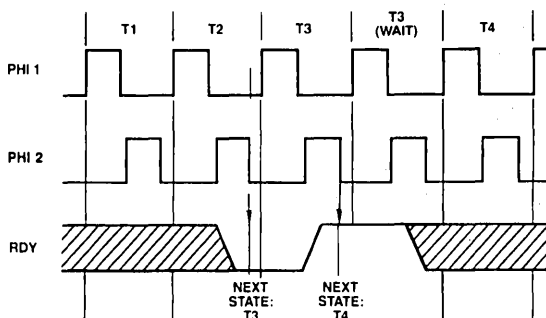 T1
T2
T3
T3
(WAIT)
T4
PHI 1
PHI 2
RDY
NEXT
STATE:
T3
NEXT
STATE:
T4